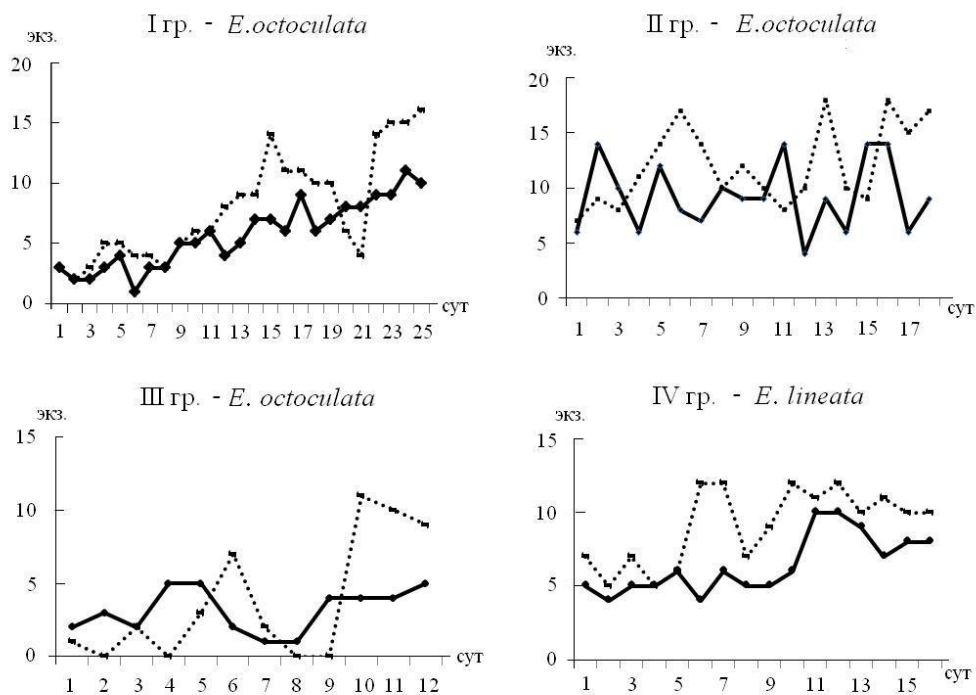 I гр. - E.octoculata
экз.
20
15
10
5
0
1 3 5 7 9 11 13 15 17 19 21 23 25
сут
II гр. - E.octoculata
экз.
20
15
10
5
0
1 3 5 7 9 11 13 15 17
сут
III гр. - E. octoculata
экз.
15
10
5
0
1 2 3 4 5 6 7 8 9 10 11 12
сут
IV гр. - E. lineata
экз.
15
10
5
0
1 3 5 7 9 11 13 15
сут